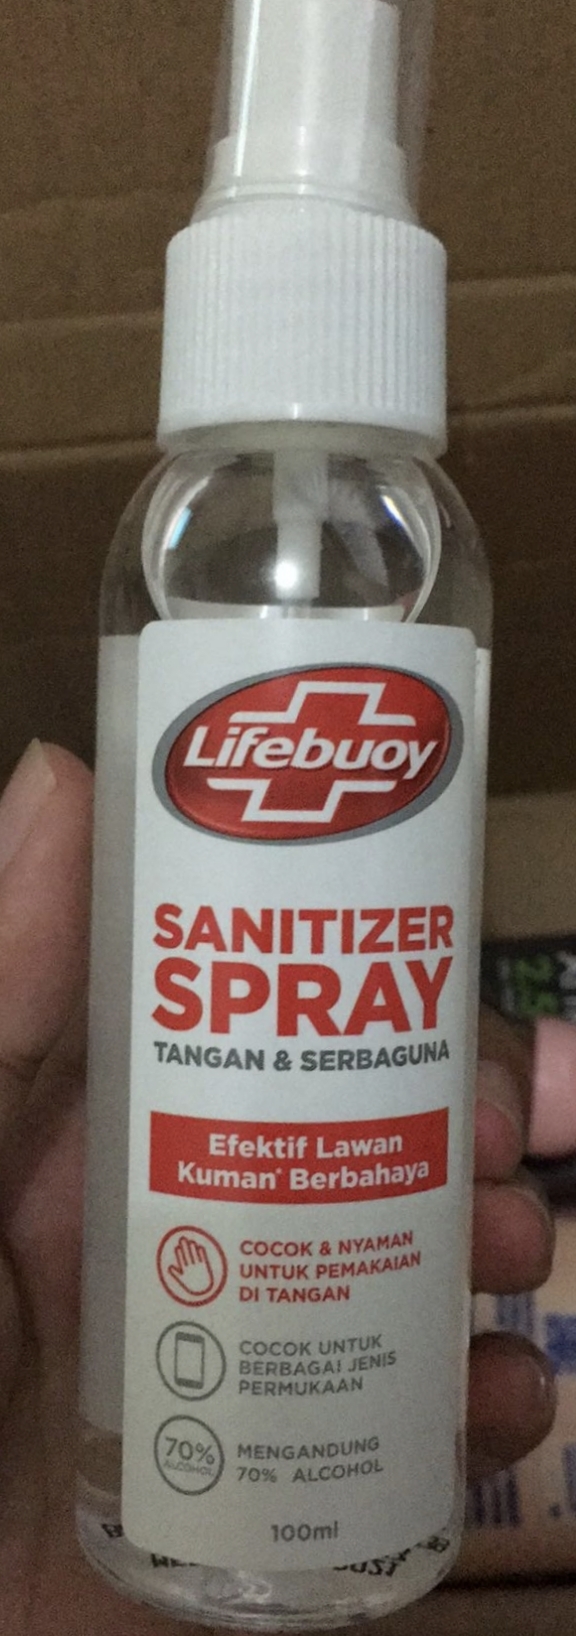 Lifebuoy
SANITIZER
SPRAY
TANGAN & SERBAGUNA
Efektif Lawan
Kuman* Berbahaya
COCOK & NYAMAN
UNTUK PEMAKAIAN
DI TANGAN
COCOK UNTUK
BERBAGAI JENIS
PERMUKAAN
70%
ALCOHOL
MENGANDUNG
70% ALCOHOL
100ml